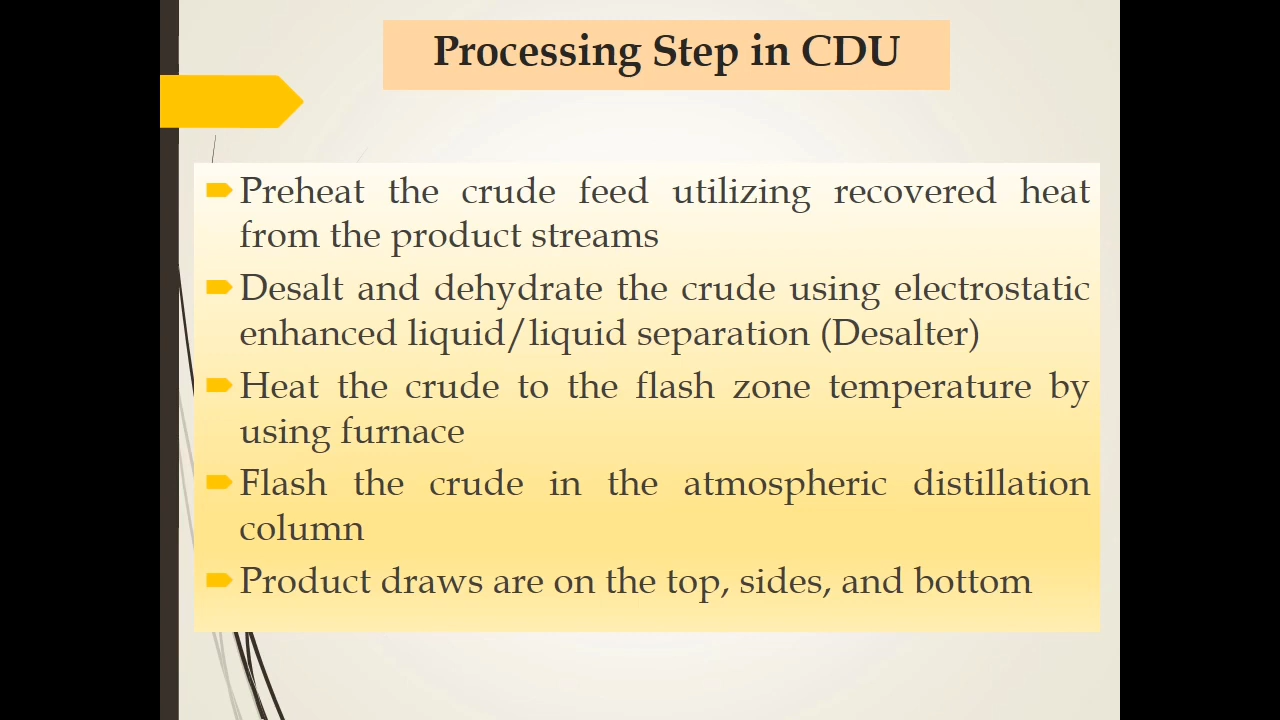 Processing Step in CDU
Preheat the crude feed utilizing recovered heat
from the product streams
Desalt and dehydrate the crude using electrostatic
enhanced liquid/liquid separation (Desalter)
Heat the crude to the flash zone temperature by
using furnace
Flash the crude in the atmospheric distillation
column
Product draws are on the top, sides, and bottom